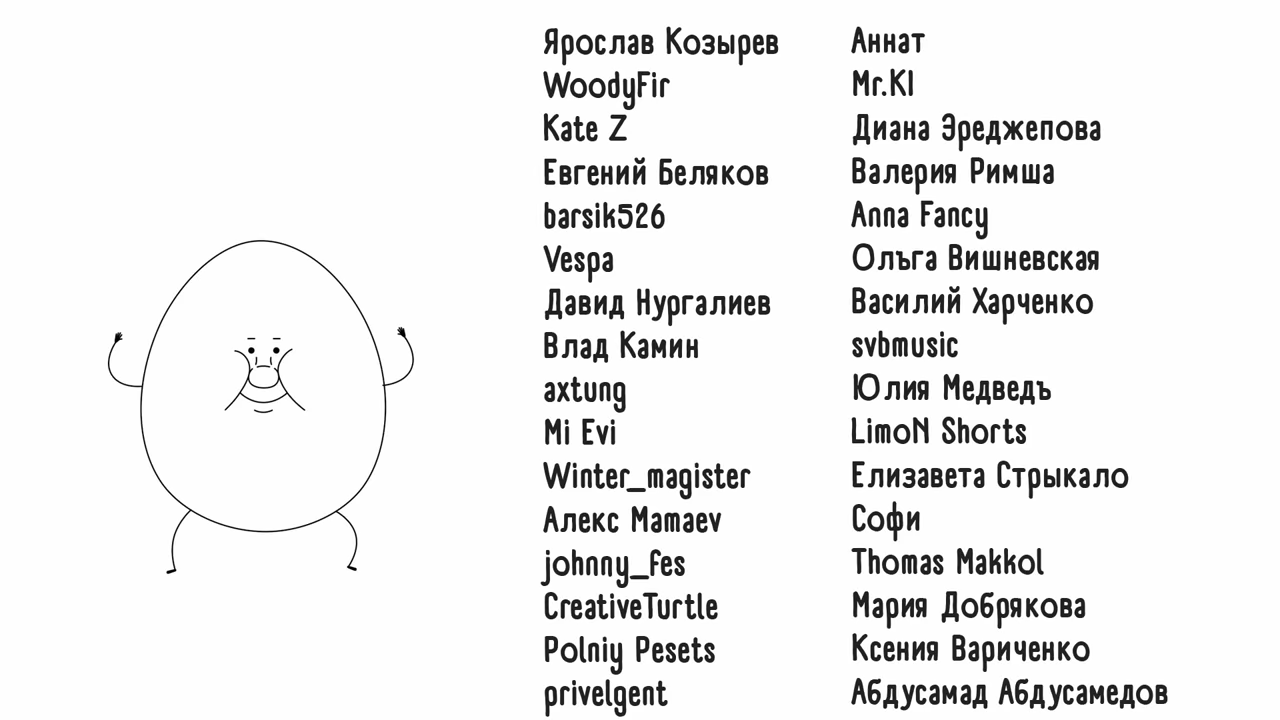 Ярослав Козырев
WoodyFir
Kate Z
Евгений Беляков
barsik526
Vespa
Давид Нургалиев
Влад Камин
axtung
Mi Evi
Winter_magister
Алекс Mamaev
johnny_fes
CreativeTurtle
Polniy Pesets
privelgent
Аннат
Mr.KI
Диана Эреджепова
Валерия Римша
Anna Fancy
Олъга Вишневская
Василий Харченко
svbmusic
Юлия Медведъ
LimoN Shorts
Елизавета Стрыкало
Софи
Thomas Makkol
Мария Добрякова
Ксения Вариченко
Абдусамад Абдусамедов